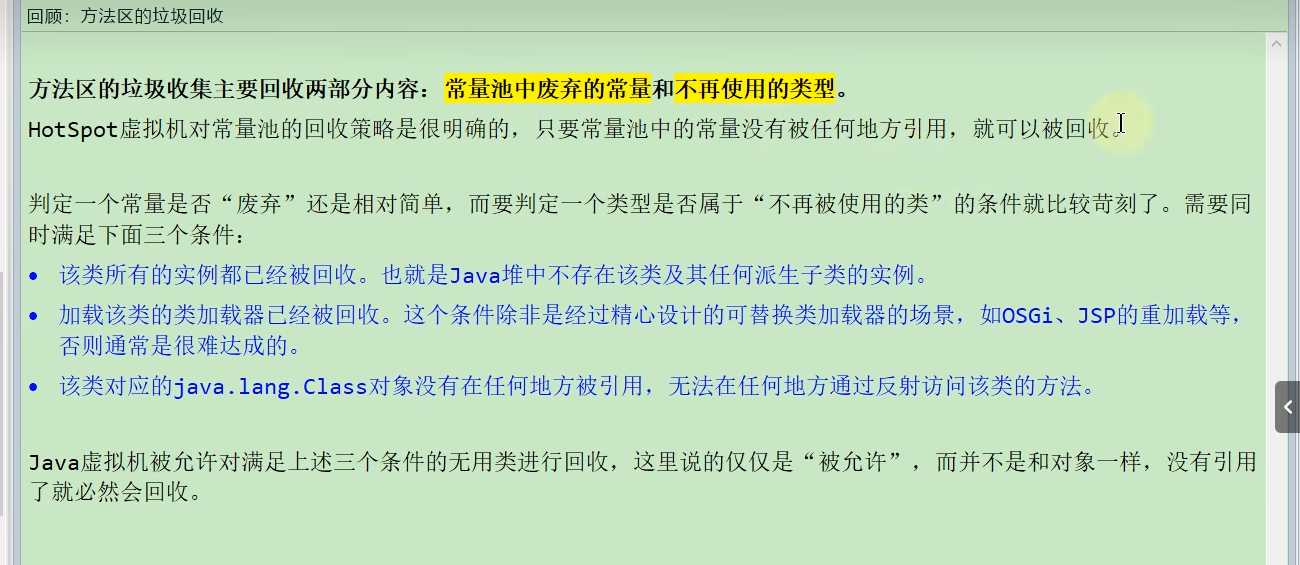 回顾：方法区的垃圾回收
方法区的垃圾收集主要回收两部分内容：常量池中废弃的常量和不再使用的类型。
HotSpot虚拟机对常量池的回收策略是很明确的，只要常量池中的常量没有被任何地方引用，就可以被回收。
判定一个常量是否“废弃”还是相对简单，而要判定一个类型是否属于“不再被使用的类”的条件就比较苛刻了。需要同
时满足下面三个条件：
• 该类所有的实例都已经被回收。也就是Java堆中不存在该类及其任何派生子类的实例。
• 加载该类的类加载器已经被回收。这个条件除非是经过精心设计的可替换类加载器的场景，如OSGi、JSP的重加载等，
否则通常是很难达成的。
• 该类对应的java.lang.Class对象没有在任何地方被引用，无法在任何地方通过反射访问该类的方法。
Java虚拟机被允许对满足上述三个条件的无用类进行回收，这里说的仅仅是“被允许”，而并不是和对象一样，没有引用
了就必然会回收。